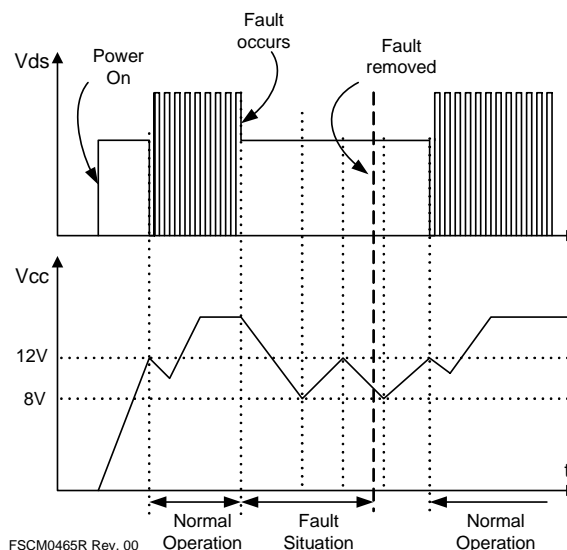 Fault
occurs
Vds
Power
On
Fault
removed
Vcc
12V
8V
t
Normal
Operation
Fault
Situation
Normal
Operation
FSCM0465R Rev. 00